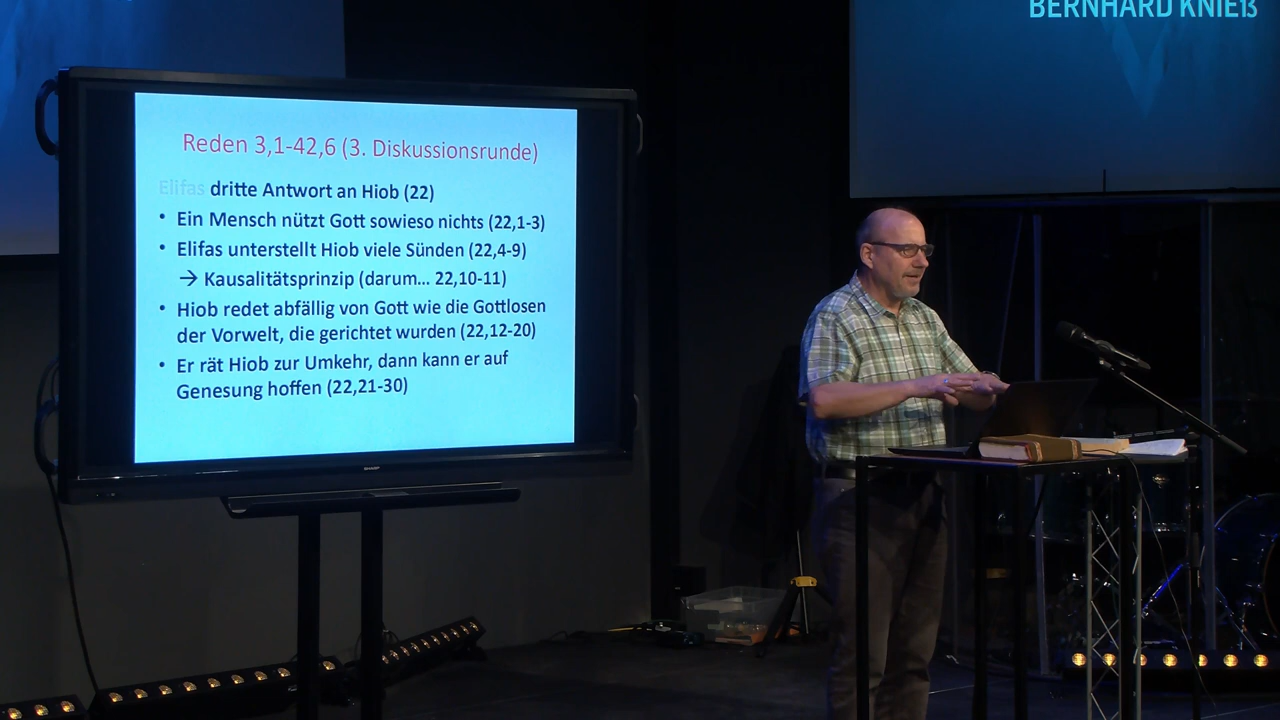 BERNHARD KNIEß
Reden 3,1-42,6 (3. Diskussionsrunde)
Elifas dritte Antwort an Hiob (22)
• Ein Mensch nützt Gott sowieso nichts (22,1-3)
• Elifas unterstellt Hiob viele Sünden (22,4-9)
→ Kausalitätsprinzip (darum... 22,10-11)
• Hiob redet abfällig von Gott wie die Gottlosen
der Vorwelt, die gerichtet wurden (22,12-20)
• Er rät Hiob zur Umkehr, dann kann er auf
Genesung hoffen (22,21-30)
SHARP